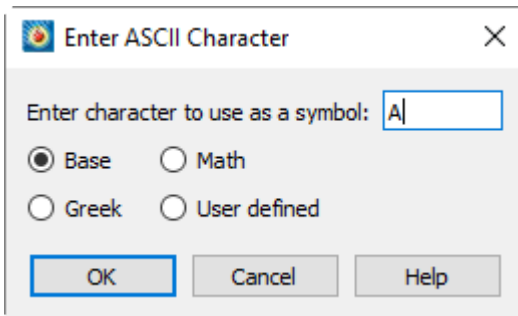 Enter ASCII Character
Enter character to use as a symbol: A
Base Math
Greek User defined
OK Cancel Help